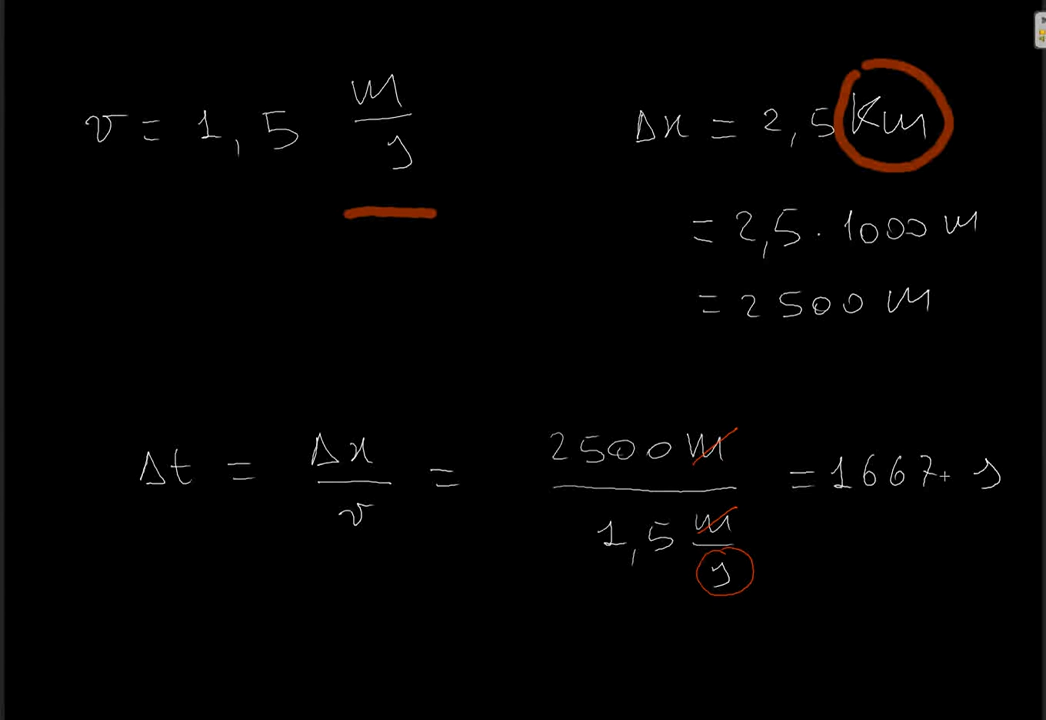 v = 1,5 m/s
Δx = 2,5 Km
= 2,5 · 1000 m
= 2500 m
Δt = Δx/v = 2500 m / 1,5 m/s = 1667 s